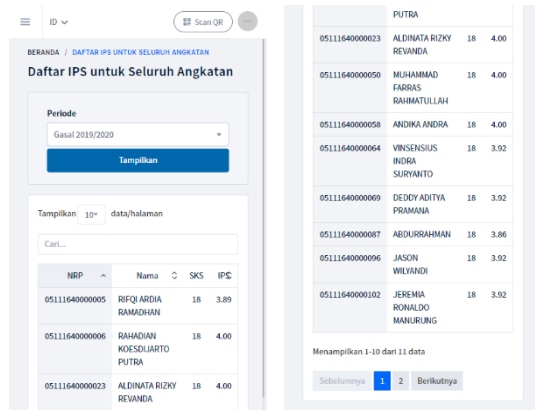 ID
Scan QR
BERANDA / DAFTAR IPS UNTUK SELURUH ANGKATAN
Daftar IPS untuk Seluruh Angkatan
Periode
Gasal 2019/2020
Tampilkan
Tampilkan 10 data/halaman
Cari...
NRP Nama SKS IPS
05111640000005 RIFQI ARDIA 18 3.89
RAMADHAN
05111640000006 RAHADIAN 18 4.00
KOESDIJARTO
PUTRA
05111640000023 ALDINATA RIZKY 18 4.00
REVANDA
PUTRA
05111640000023 ALDINATA RIZKY 18 4.00
REVANDA
05111640000050 MUHAMMAD 18 4.00
FARRAS
RAHMATULLAH
05111640000058 ANDIKA ANDRA 18 4.00
05111640000064 VINSENSIUS 18 3.92
INDRA
SURYANTO
05111640000069 DEDDY ADITYA 18 3.92
PRAMANA
05111640000087 ABDURRAHMAN 18 3.86
05111640000096 JASON 18 3.92
WILYANDI
05111640000102 JEREMIA 18 3.92
RONALDO
MANURUNG
Menampilkan 1-10 dari 11 data
Sebelumnya 1 2 Berikutnya